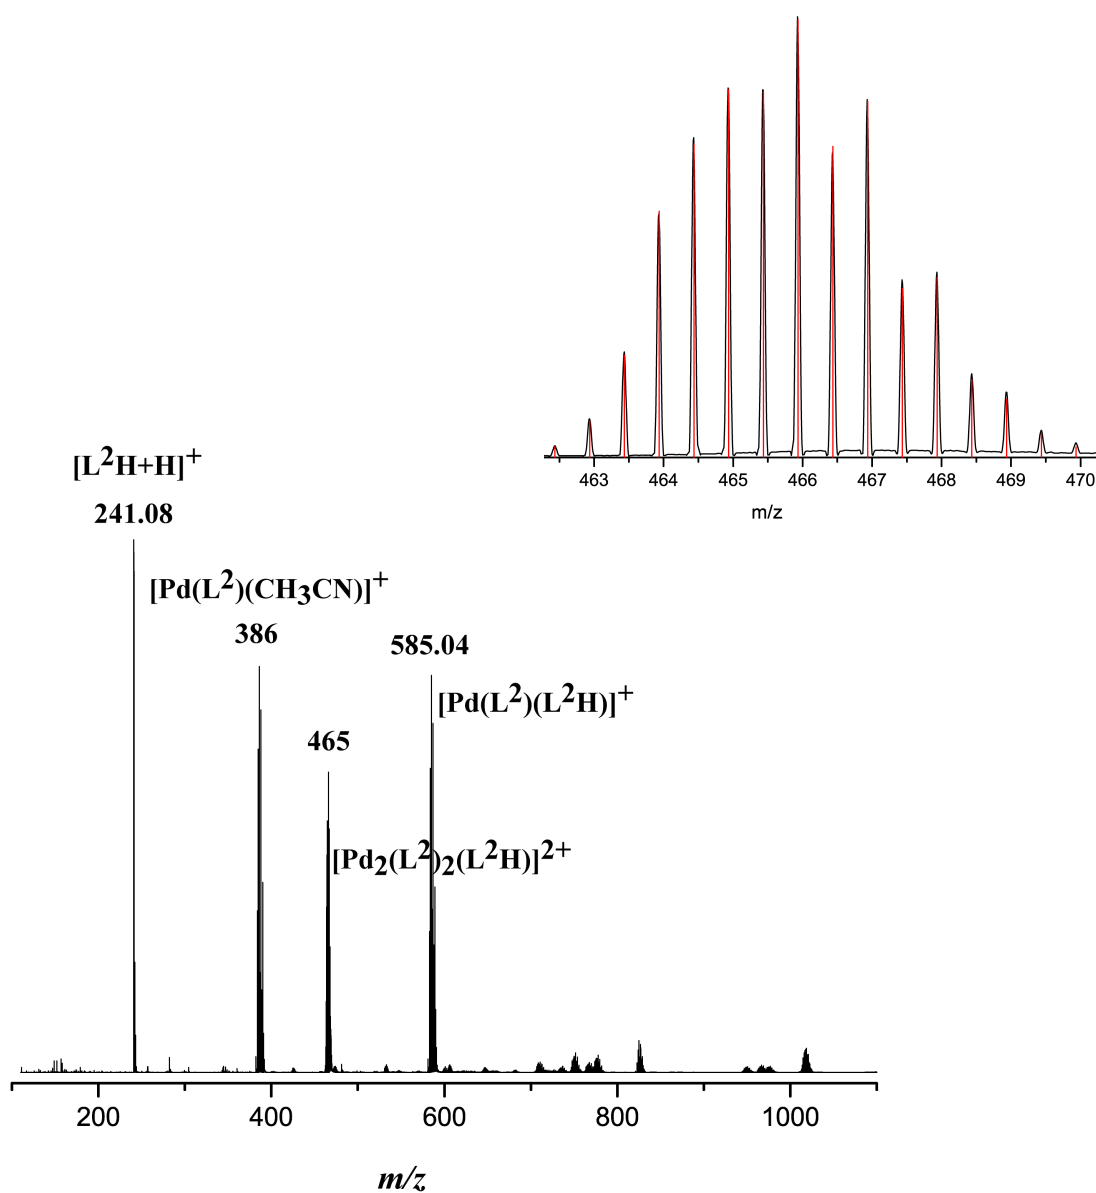 463 464 465 466 467 468 469 470
m/z
[L2H+H]+
241.08
[Pd(L2)(CH3CN)]+
386
585.04
[Pd(L2)(L2H)]+
465
[Pd2(L2)2(L2H)]2+
200 400 600 800 1000
m/z